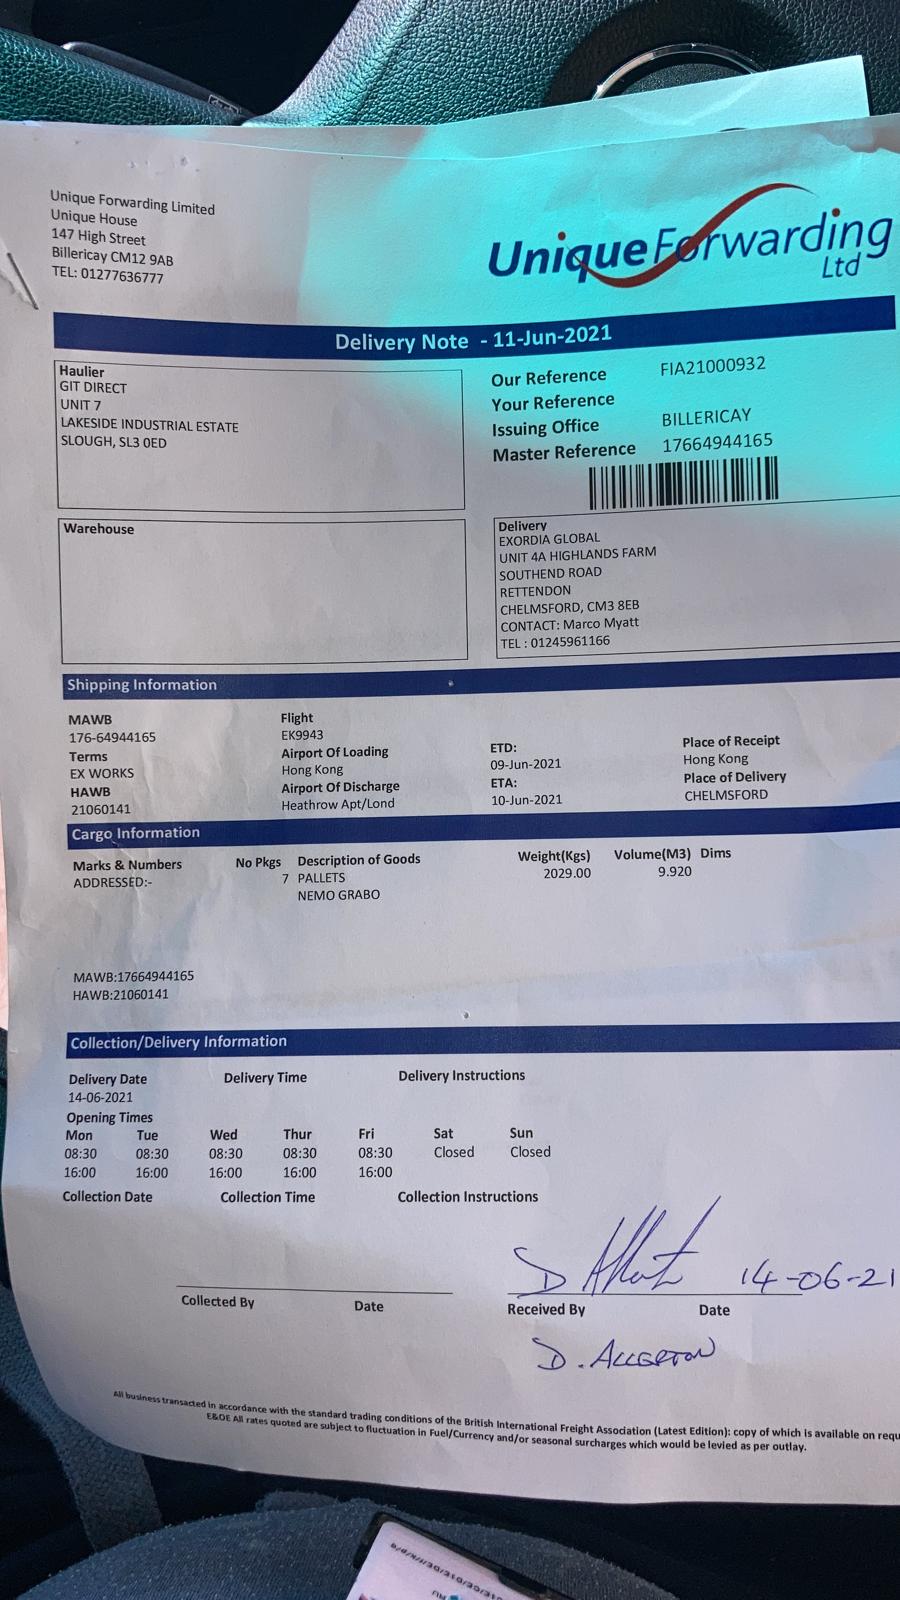 Unique Forwarding Limited
Unique House
147 High Street
Billericay CM12 9AB
TEL: 01277636777
UniqueForwarding
Ltd
Delivery Note - 11-Jun-2021
Haulier
GIT DIRECT
UNIT 7
LAKESIDE INDUSTRIAL ESTATE
SLOUGH, SL3 0ED
Our Reference FIA21000932
Your Reference
Issuing Office BILLERICAY
Master Reference 17664944165
Warehouse
Delivery
EXORDIA GLOBAL
UNIT 4A HIGHLANDS FARM
SOUTHEND ROAD
RETTENDON
CHELMSFORD, CM3 8EB
CONTACT: Marco Myatt
TEL : 01245961166
Shipping Information
MAWB
176-64944165
Terms
EX WORKS
HAWB
21060141
Flight
EK9943
Airport Of Loading
Hong Kong
Airport Of Discharge
Heathrow Apt/Lond
ETD:
09-Jun-2021
ETA:
10-Jun-2021
Place of Receipt
Hong Kong
Place of Delivery
CHELMSFORD
Cargo Information
Marks & Numbers No Pkgs Description of Goods Weight(Kgs) Volume(M3) Dims
ADDRESSED:- 7 PALLETS 2029.00 9.920
NEMO GRABO
MAWB:17664944165
HAWB:21060141
Collection/Delivery Information
Delivery Date Delivery Time Delivery Instructions
14-06-2021
Opening Times
Mon Tue Wed Thur Fri Sat Sun
08:30 08:30 08:30 08:30 08:30 Closed Closed
16:00 16:00 16:00 16:00 16:00
Collection Date Collection Time Collection Instructions
14-06-21
Collected By Date Received By Date
D. ALLERTON
All business transacted in accordance with the standard trading conditions of the British International Freight Association (Latest Edition): copy of which is available on requ
E&OE All rates quoted are subject to fluctuation in Fuel/Currency and/or seasonal surcharges which would be levied as per outlay.